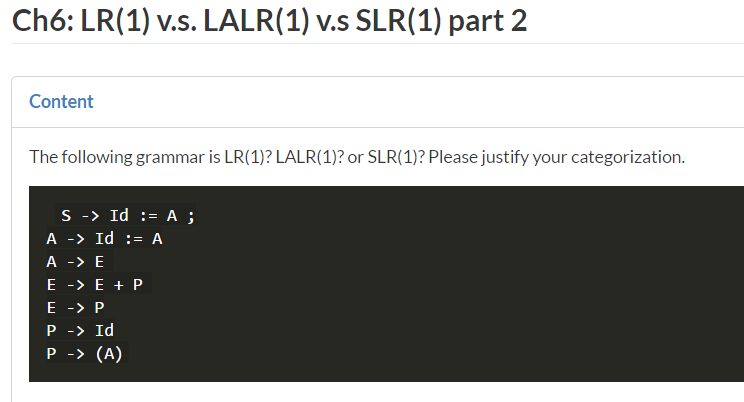 Ch6: LR(1) v.s. LALR(1) v.s SLR(1) part 2
Content
The following grammar is LR(1)? LALR(1)? or SLR(1)? Please justify your categorization.
S -> Id := A ;
A -> Id := A
A -> E
E -> E + P
E -> P
P -> Id
P -> (A)